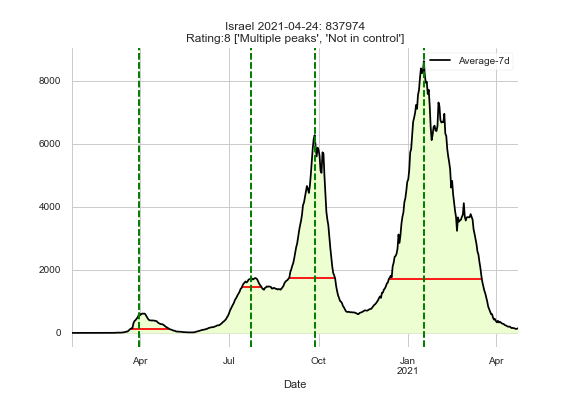 Israel 2021-04-24: 837974
Rating:8 ['Multiple peaks', 'Not in control']
Average-7d
8000
6000
4000
2000
0
Apr
Jul
Oct
Jan
2021
Apr
Date